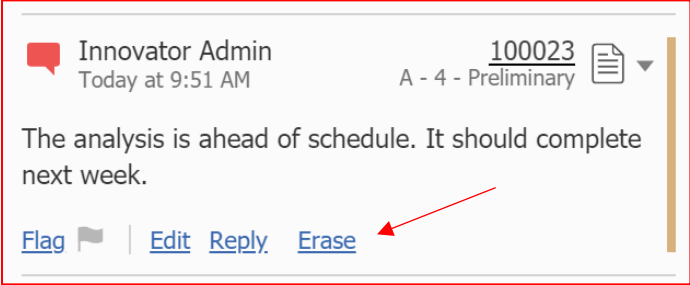 Innovator Admin 100023
Today at 9:51 AM A - 4 - Preliminary
The analysis is ahead of schedule. It should complete
next week.
Flag Edit Reply Erase